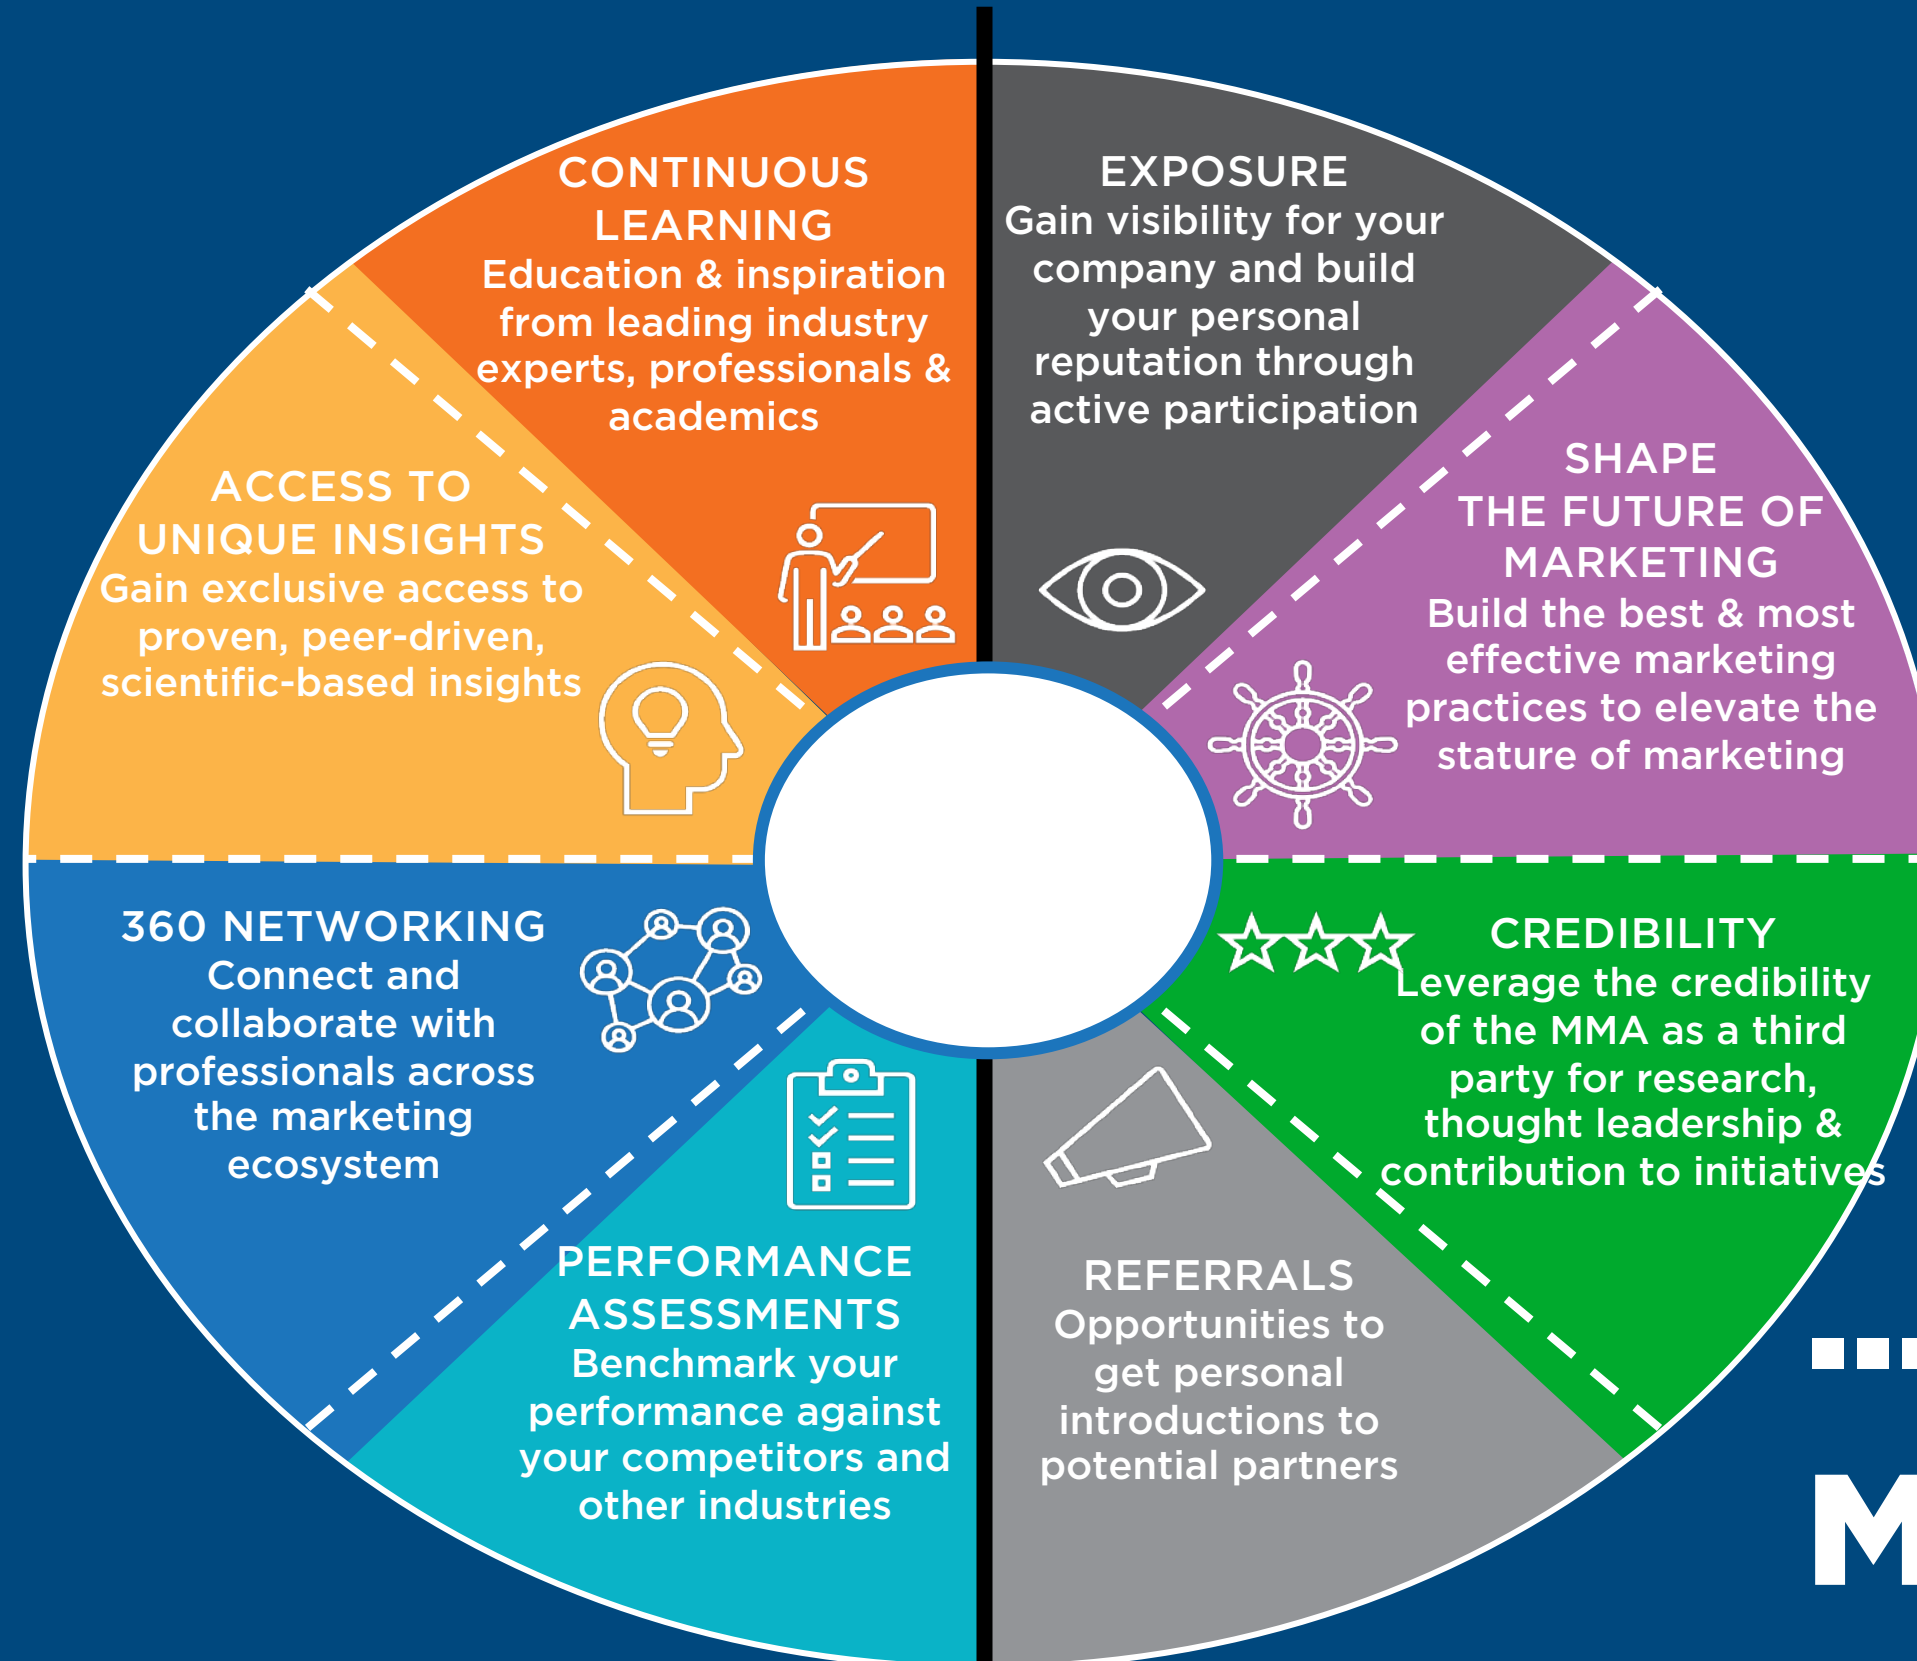 CONTINUOUS
LEARNING
Education & inspiration
from leading industry
experts, professionals &
academics
EXPOSURE
Gain visibility for your
company and build
your personal
reputation through
active participation
SHAPE
THE FUTURE OF
MARKETING
Build the best & most
effective marketing
practices to elevate the
stature of marketing
ACCESS TO
UNIQUE INSIGHTS
Gain exclusive access to
proven, peer-driven,
scientific-based insights
360 NETWORKING
Connect and
collaborate with
professionals across
the marketing
ecosystem
CREDIBILITY
Leverage the credibility
of the MMA as a third
party for research,
thought leadership &
contribution to initiatives
PERFORMANCE
ASSESSMENTS
Benchmark your
performance against
your competitors and
other industries
REFERRALS
Opportunities to
get personal
introductions to
potential partners
M